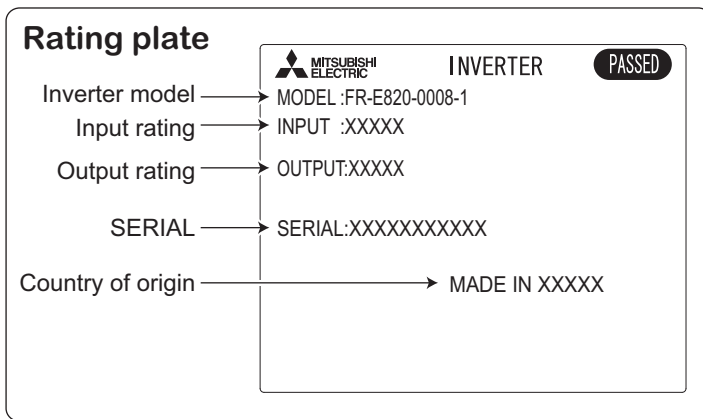 Rating plate
MITSUBISHI
ELECTRIC
INVERTER
PASSED
Inverter model
MODEL :FR-E820-0008-1
Input rating
INPUT :XXXXX
Output rating
OUTPUT:XXXXX
SERIAL
SERIAL:XXXXXXXXXXX
Country of origin
MADE IN XXXXX